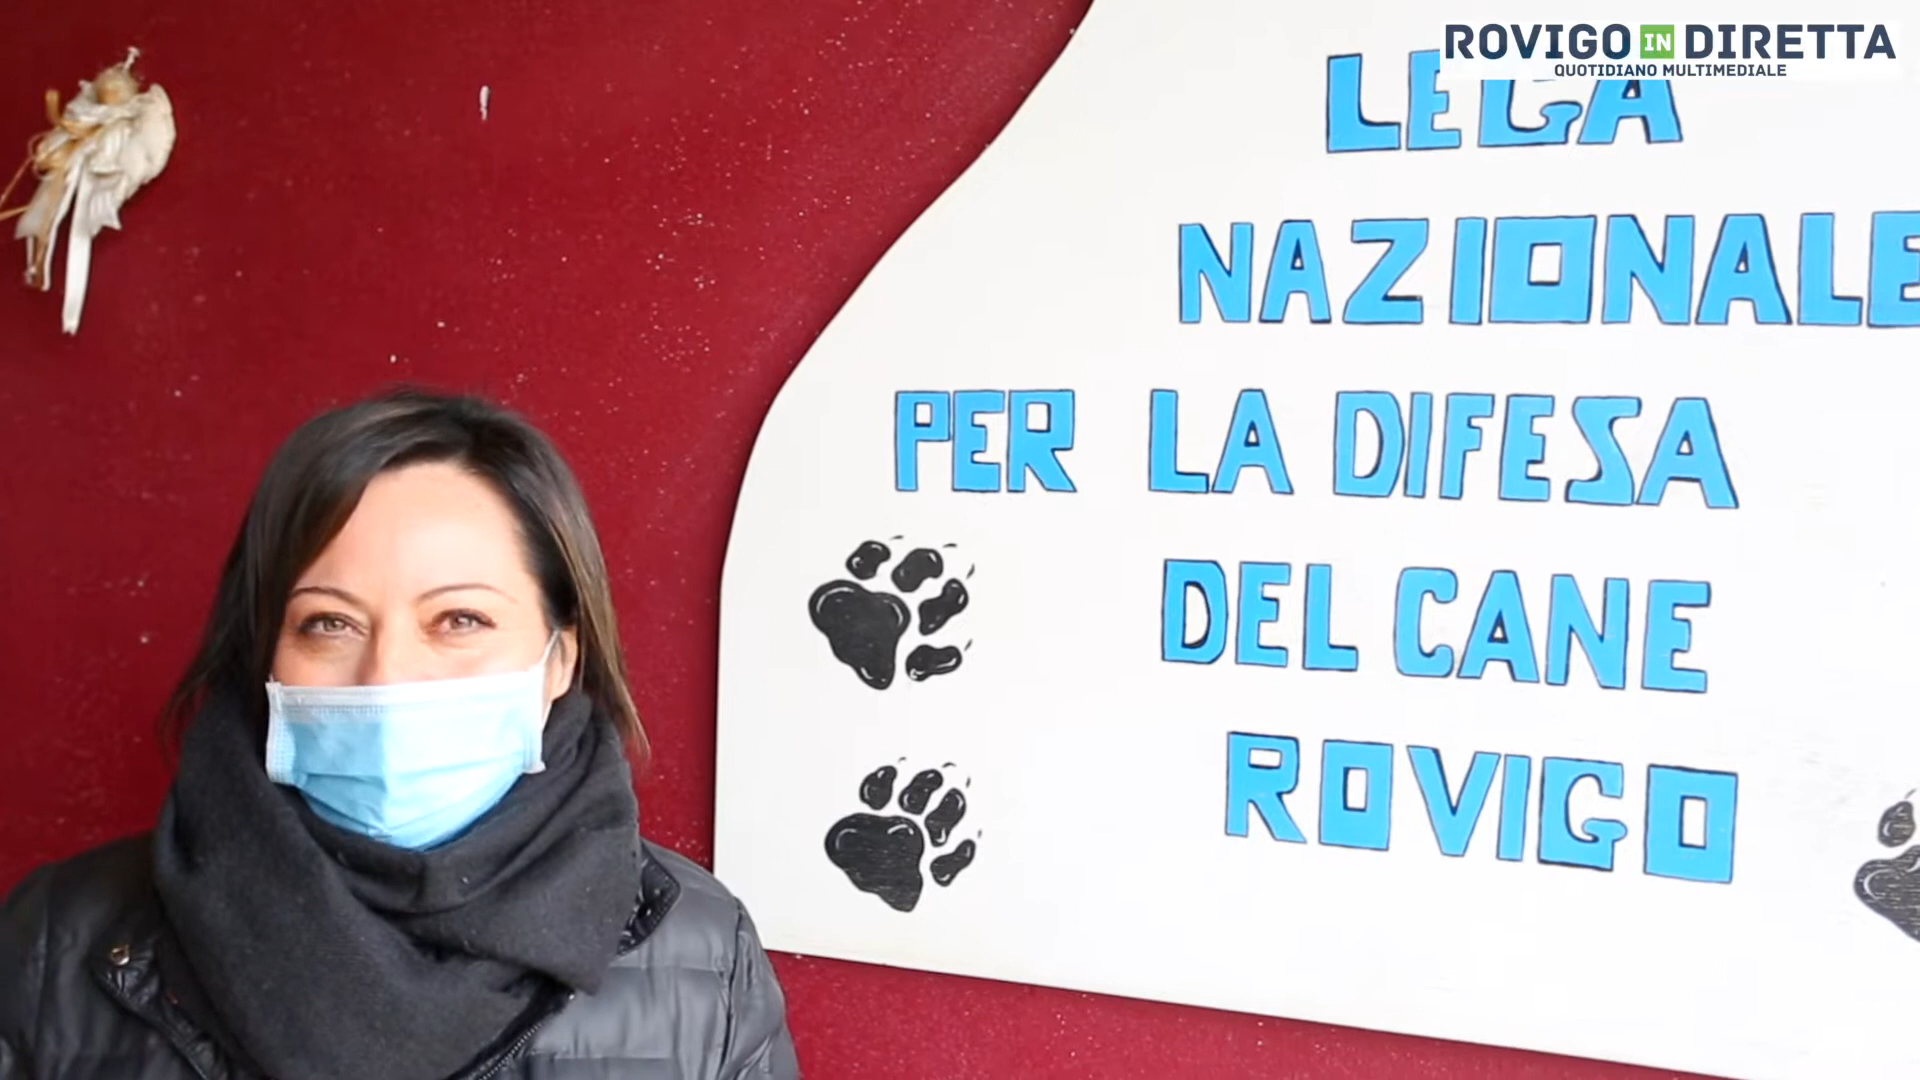 ROVIGO IN DIRETTA
QUOTIDIANO MULTIMEDIALE
LEGA
NAZIONALE
PER LA DIFESA
DEL CANE
ROVIGO